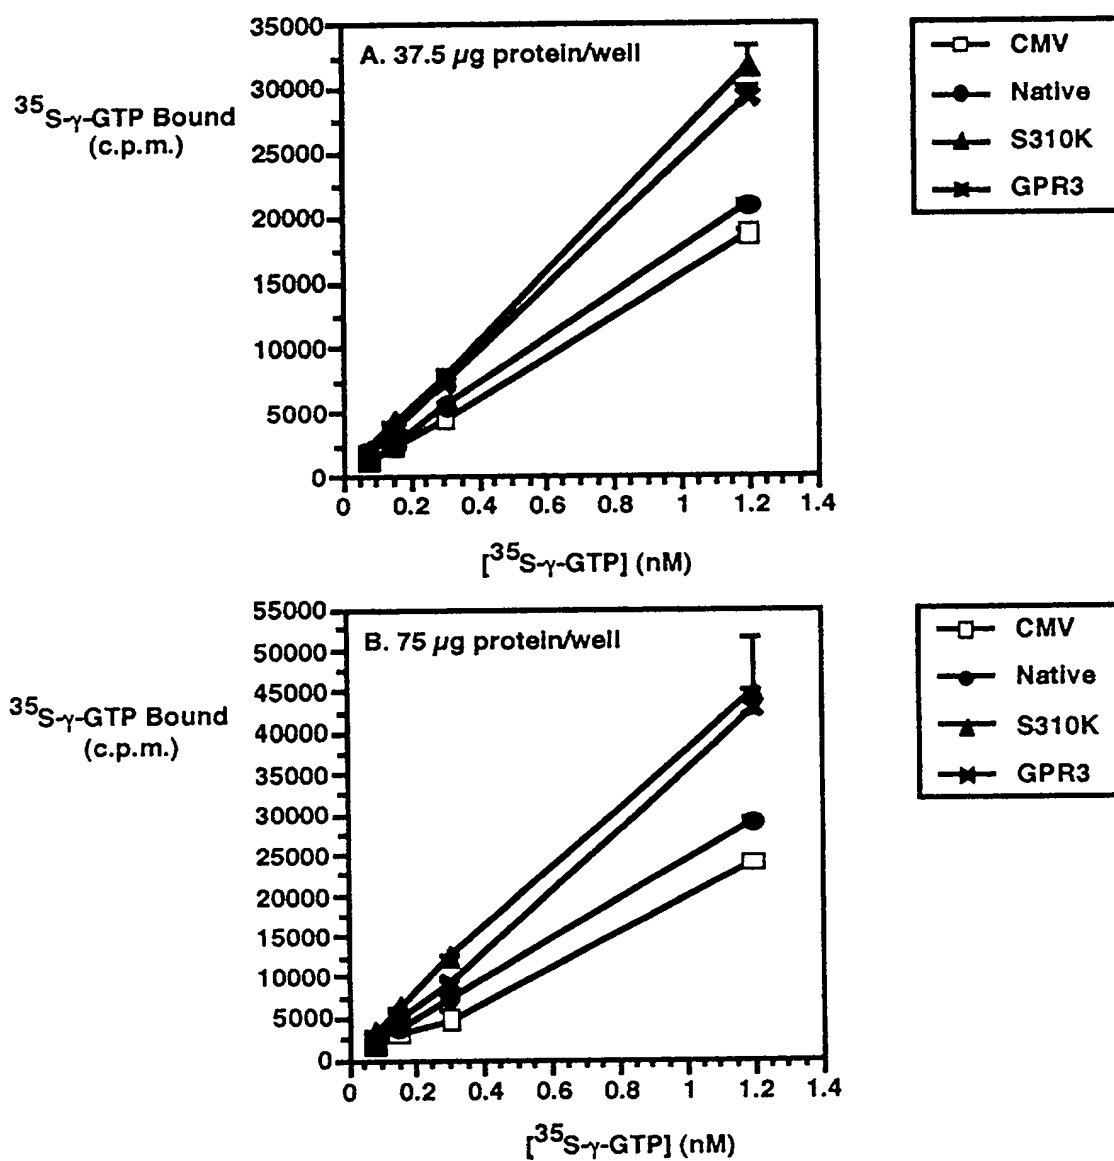 35000
30000
25000
20000
15000
10000
5000
0
A. 37.5 µg protein/well
³⁵S-γ-GTP Bound
(c.p.m.)
0 0.2 0.4 0.6 0.8 1 1.2 1.4
[³⁵S-γ-GTP] (nM)
CMV
Native
S310K
GPR3
55000
50000
45000
40000
35000
30000
25000
20000
15000
10000
5000
0
B. 75 µg protein/well
³⁵S-γ-GTP Bound
(c.p.m.)
0 0.2 0.4 0.6 0.8 1 1.2 1.4
[³⁵S-γ-GTP] (nM)
CMV
Native
S310K
GPR3